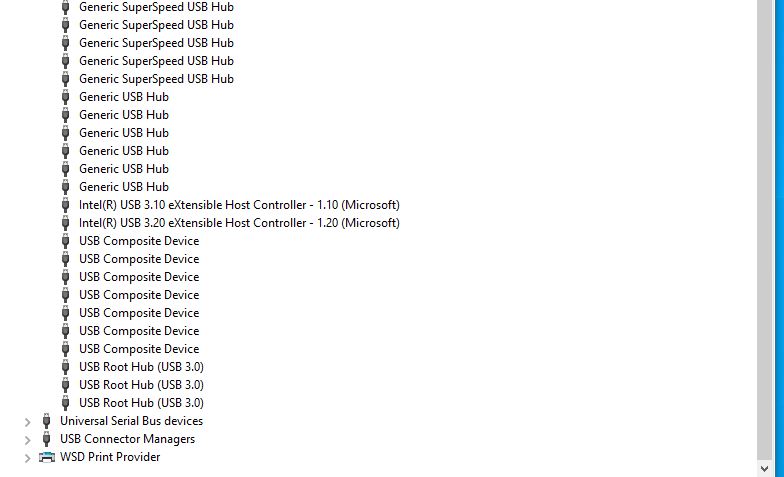 Generic SuperSpeed USB Hub
Generic SuperSpeed USB Hub
Generic SuperSpeed USB Hub
Generic SuperSpeed USB Hub
Generic SuperSpeed USB Hub
Generic USB Hub
Generic USB Hub
Generic USB Hub
Generic USB Hub
Generic USB Hub
Generic USB Hub
Intel(R) USB 3.10 eXtensible Host Controller - 1.10 (Microsoft)
Intel(R) USB 3.20 eXtensible Host Controller - 1.20 (Microsoft)
USB Composite Device
USB Composite Device
USB Composite Device
USB Composite Device
USB Composite Device
USB Composite Device
USB Composite Device
USB Root Hub (USB 3.0)
USB Root Hub (USB 3.0)
USB Root Hub (USB 3.0)
Universal Serial Bus devices
USB Connector Managers
WSD Print Provider